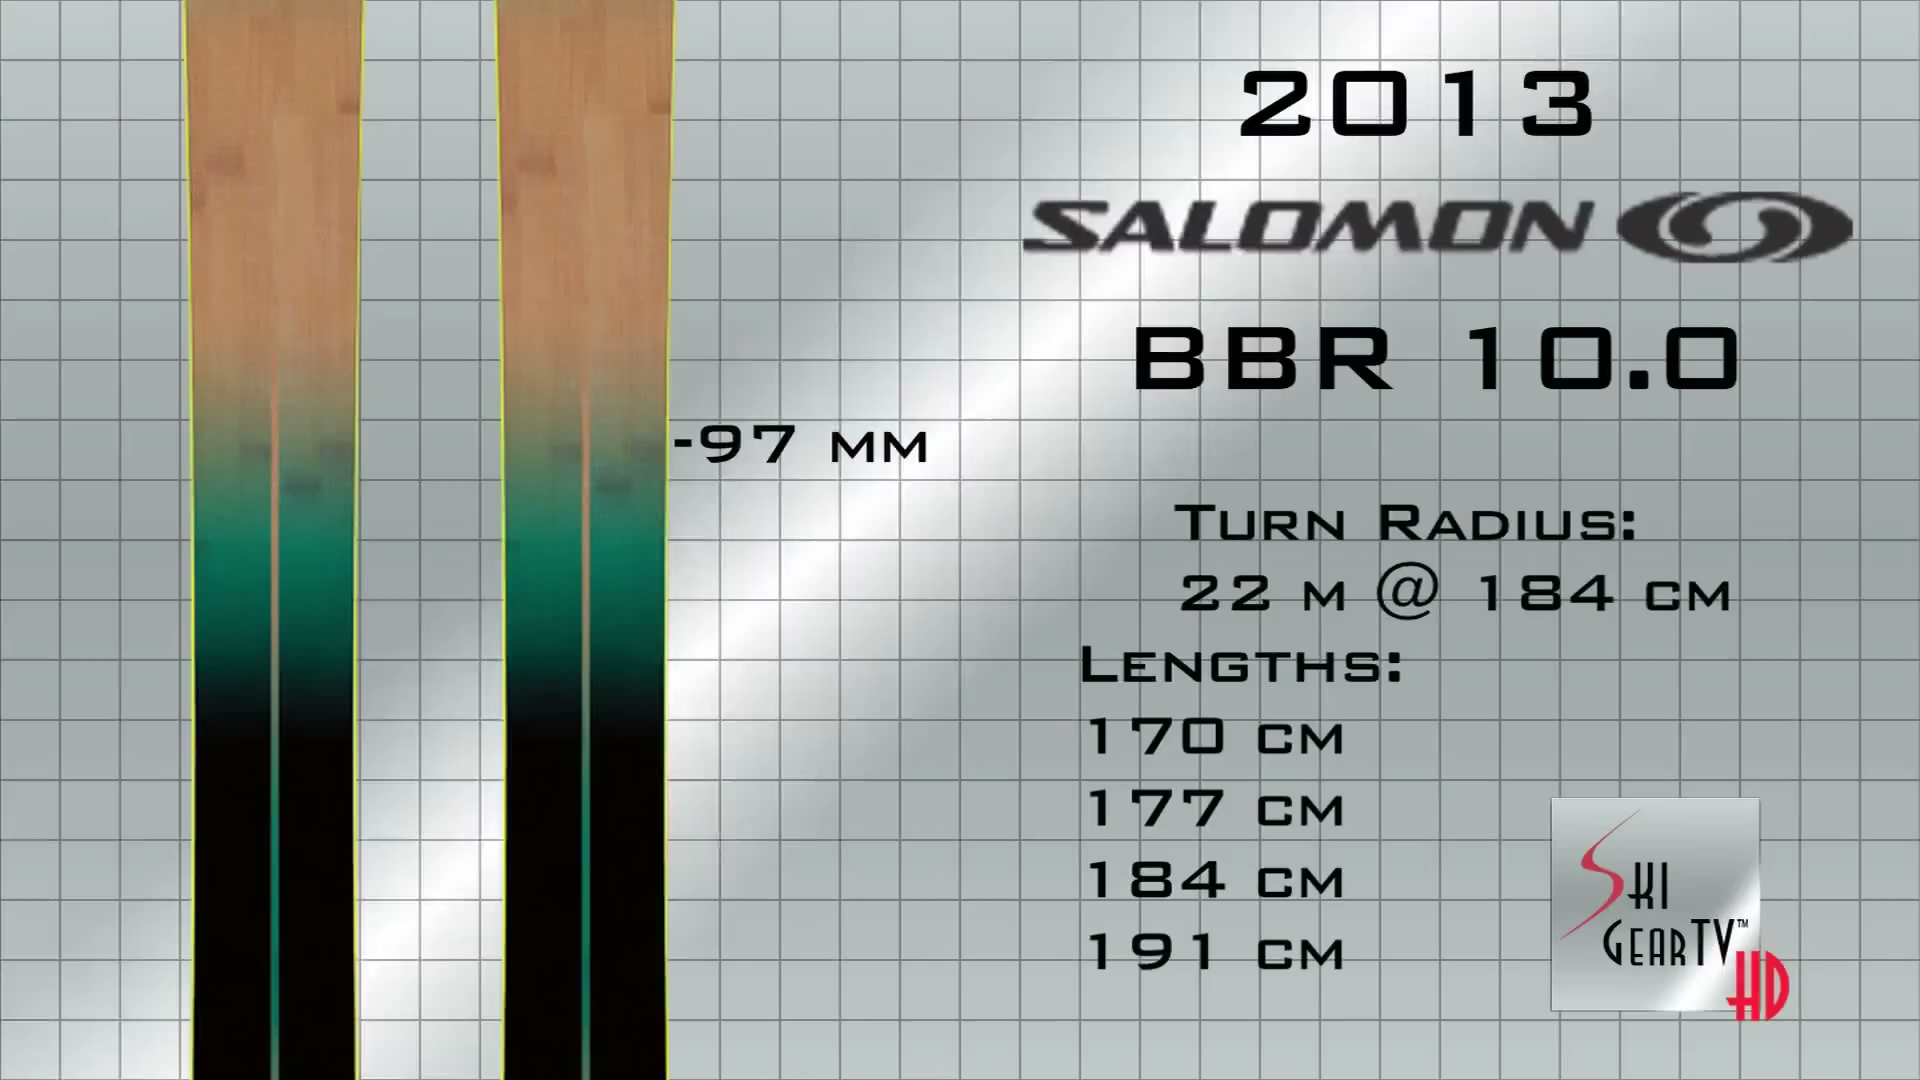 2013
SALOMON
BBR 10.0
-97 MM
TURN RADIUS:
22 M @ 184 CM
LENGTHS:
170 CM
177 CM
184 CM
191 CM
SKI
GEARTV™
HD